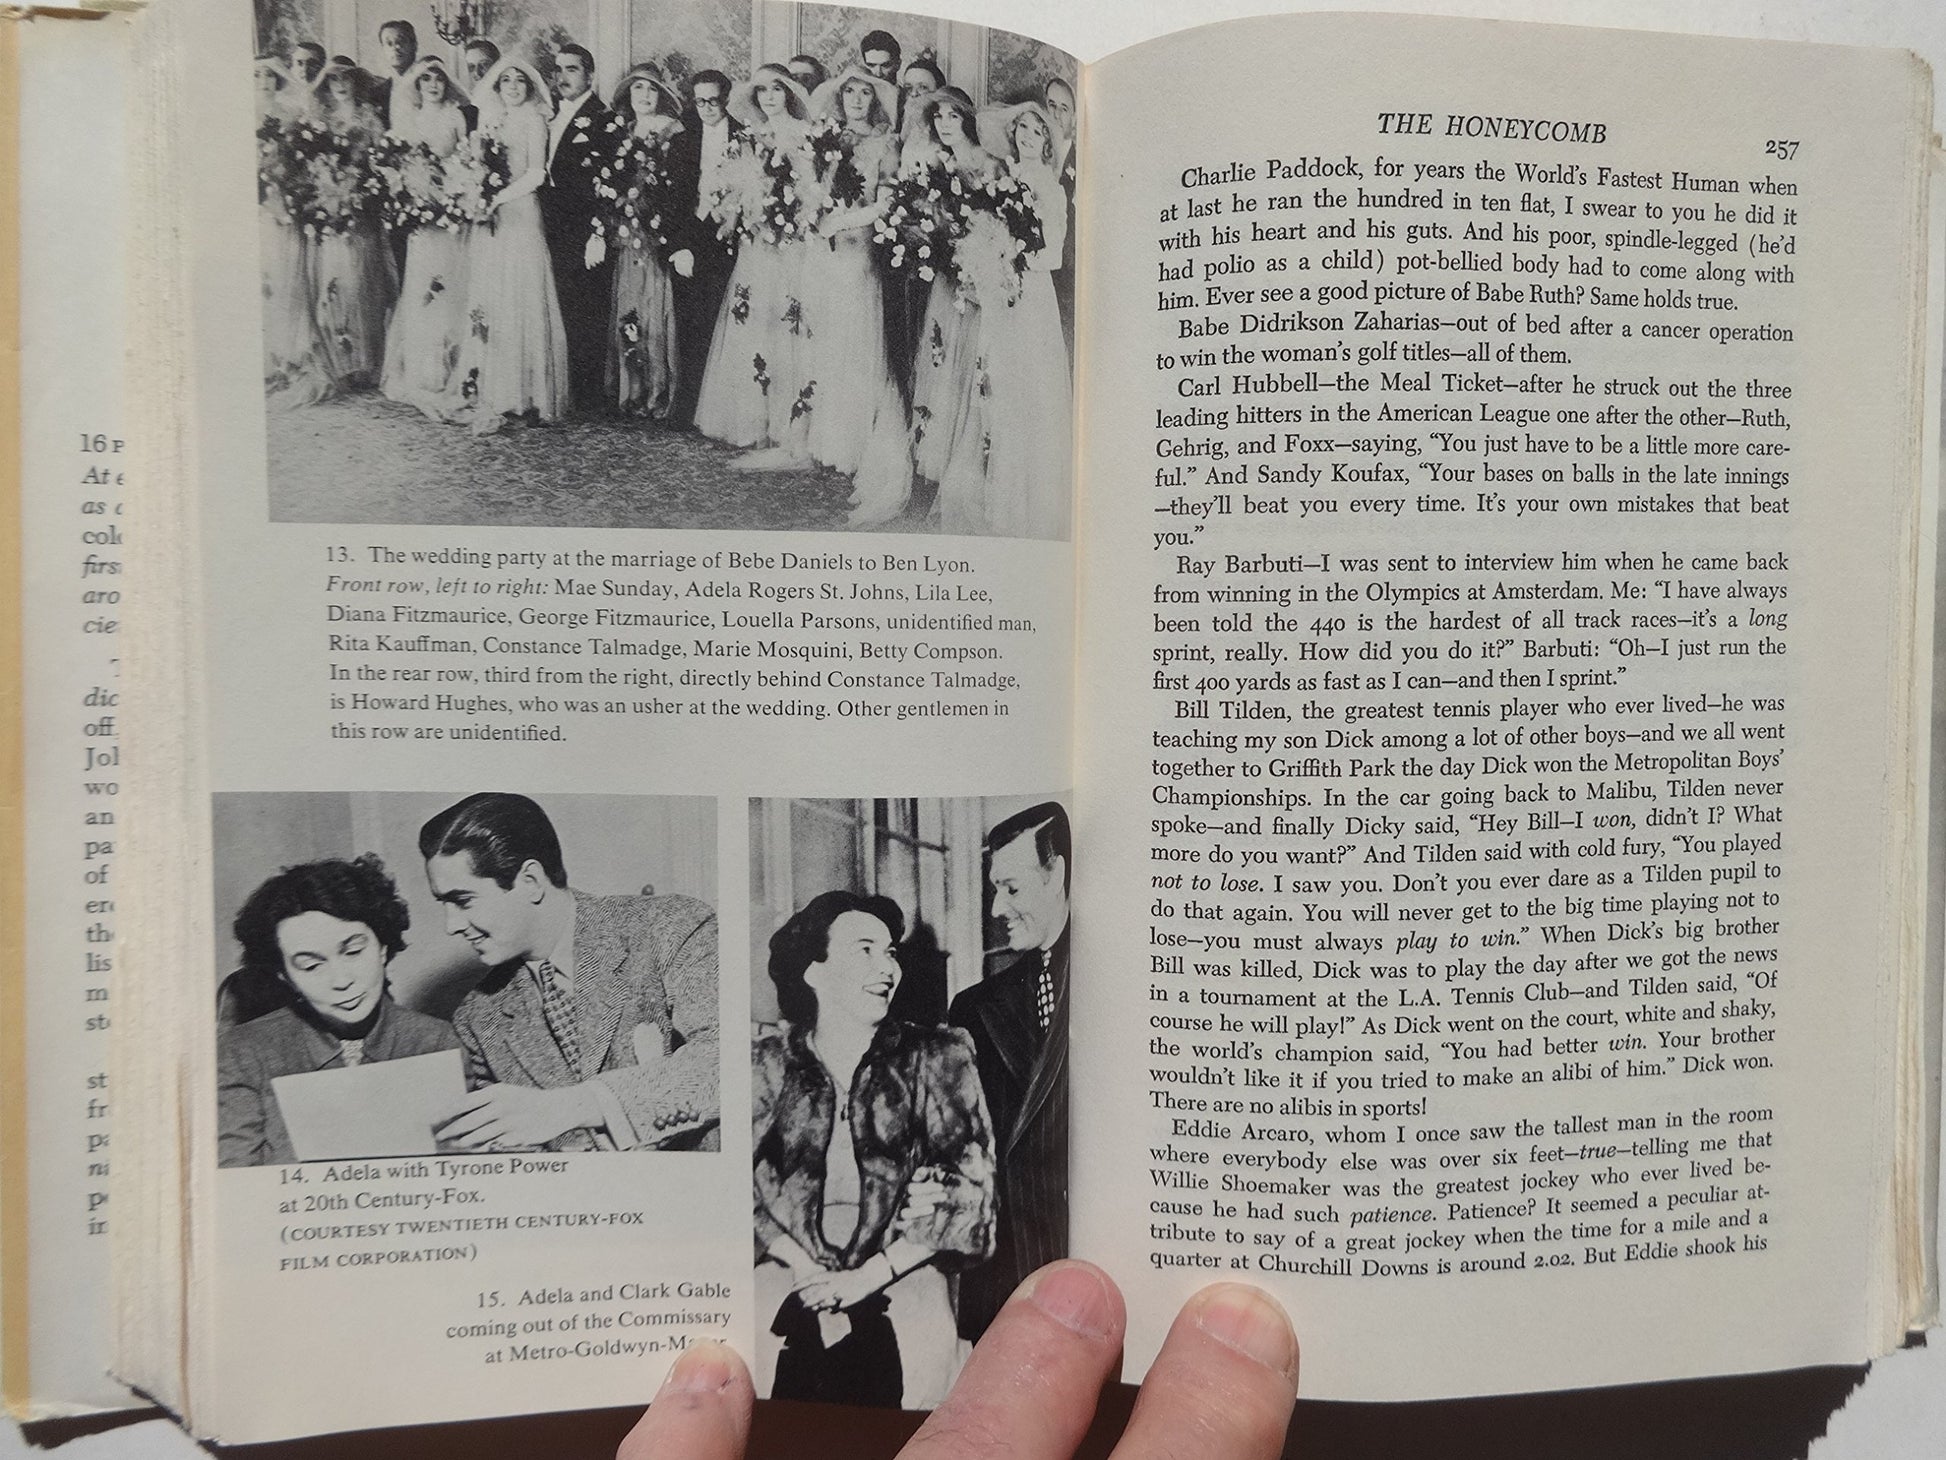 16
At
as
first
aro
cie
dic
off
Jol
wo
an
pa
of
the
lis
m
st
fr
in
13. The wedding party at the marriage of Bebe Daniels to Ben Lyon.
Front row, left to right: Mae Sunday, Adela Rogers St. Johns, Lila Lee,
Diana Fitzmaurice, George Fitzmaurice, Louella Parsons, unidentified man,
Rita Kauffman, Constance Talmadge, Marie Mosquini, Betty Compson.
In the rear row, third from the right, directly behind Constance Talmadge,
is Howard Hughes, who was an usher at the wedding. Other gentlemen in
this row are unidentified.
14. Adela with Tyrone Power
at 20th Century-Fox.
(COURTESY TWENTIETH CENTURY-FOX
FILM CORPORATION)
15. Adela and Clark Gable
coming out of the Commissary
at Metro-Goldwyn-M
THE HONEYCOMB
257
Charlie Paddock, for years the World's Fastest Human when
at last he ran the hundred in ten flat, I swear to you he did it
with his heart and his guts. And his poor, spindle-legged (he'd
had polio as a child) pot-bellied body had to come along with
him. Ever see a good picture of Babe Ruth? Same holds true.
Babe Didrikson Zaharias—out of bed after a cancer operation
to win the woman's golf titles—all of them.
Carl Hubbell—the Meal Ticket—after he struck out the three
leading hitters in the American League one after the other—Ruth,
Gehrig, and Foxx—saying, "You just have to be a little more care-
ful." And Sandy Koufax, "Your bases on balls in the late innings
—they'll beat you every time. It's your own mistakes that beat
you."
Ray Barbuti—I was sent to interview him when he came back
from winning in the Olympics at Amsterdam. Me: "I have always
been told the 440 is the hardest of all track races—it's a long
sprint, really. How did you do it?" Barbuti: "Oh—I just run the
first 400 yards as fast as I can—and then I sprint."
Bill Tilden, the greatest tennis player who ever lived—he was
teaching my son Dick among a lot of other boys—and we all went
together to Griffith Park the day Dick won the Metropolitan Boys'
Championships. In the car going back to Malibu, Tilden never
spoke—and finally Dicky said, "Hey Bill—I won, didn't I? What
more do you want?" And Tilden said with cold fury, "You played
not to lose. I saw you. Don't you ever dare as a Tilden pupil to
do that again. You will never get to the big time playing not to
lose—you must always play to win." When Dick's big brother
Bill was killed, Dick was to play the day after we got the news
in a tournament at the L.A. Tennis Club—and Tilden said, "Of
course he will play!" As Dick went on the court, white and shaky,
the world's champion said, "You had better win. Your brother
wouldn't like it if you tried to make an alibi of him." Dick won.
There are no alibis in sports!
Eddie Arcaro, whom I once saw the tallest man in the room
where everybody else was over six feet—true—telling me that
Willie Shoemaker was the greatest jockey who ever lived be-
cause he had such patience. Patience? It seemed a peculiar at-
tribute to say of a great jockey when the time for a mile and a
quarter at Churchill Downs is around 2.02. But Eddie shook his